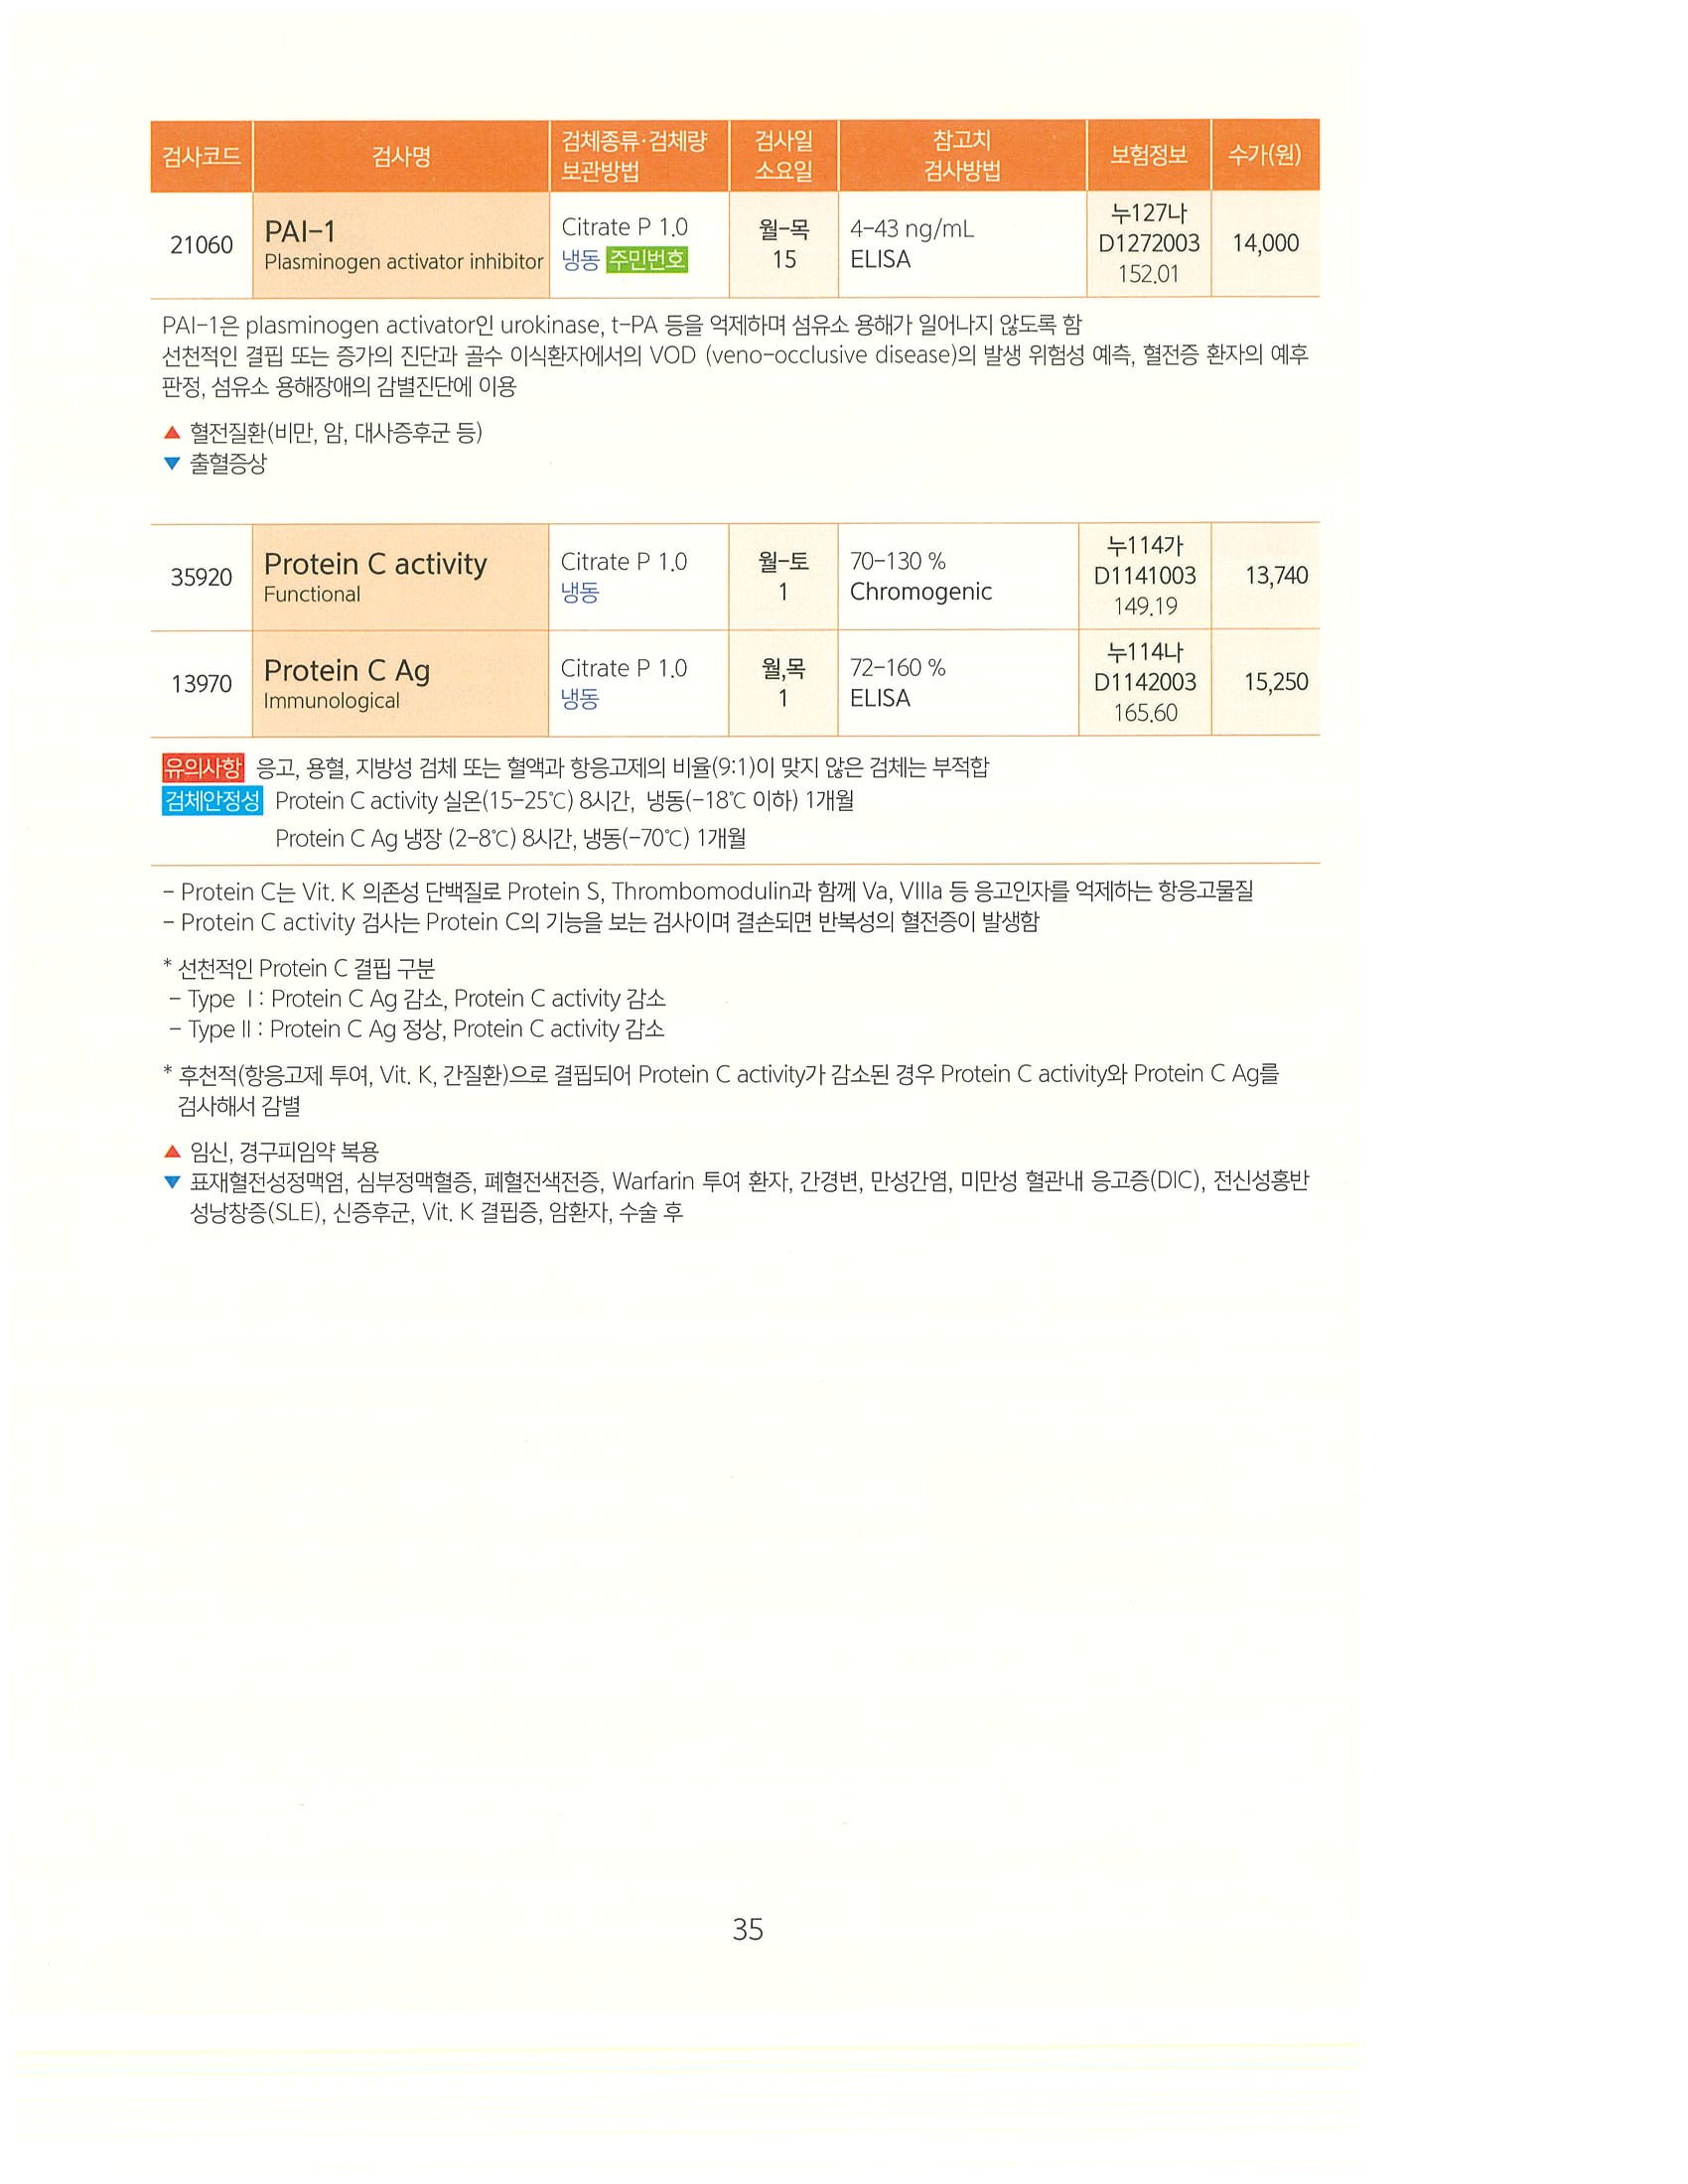 검사코드 검사명 검체종류·검체량 보관방법 검사일 소요일 참고치 검사방법 보험정보 수가(원)
21060 PAI-1 Plasminogen activator inhibitor Citrate P 1.0 냉동 주민번호 월-목 15 4-43 ng/mL ELISA 누127나 D1272003 152.01 14,000
PAI-1은 plasminogen activator인 urokinase, t-PA 등을 억제하며 섬유소 용해가 일어나지 않도록 함
선천적인 결핍 또는 증가의 진단과 골수 이식환자에서의 VOD (veno-occlusive disease)의 발생 위험성 예측, 혈전증 환자의 예후
판정, 섬유소 용해장애의 감별진단에 이용
▲ 혈전질환(비만, 암, 대사증후군 등)
▼ 출혈증상
35920 Protein C activity Functional Citrate P 1.0 냉동 월-토 1 70-130 % Chromogenic 누114가 D1141003 149.19 13,740
13970 Protein C Ag Immunological Citrate P 1.0 냉동 월,목 1 72-160 % ELISA 누114나 D1142003 165.60 15,250
유의사항 응고, 용혈, 지방성 검체 또는 혈액과 항응고제의 비율(9:1)이 맞지 않은 검체는 부적합
검체안정성 Protein C activity 실온(15-25℃) 8시간, 냉동(-18℃ 이하) 1개월
Protein C Ag 냉장 (2-8℃) 8시간, 냉동(-70℃) 1개월
- Protein C는 Vit. K 의존성 단백질로 Protein S, Thrombomodulin과 함께 Va, VIIIa 등 응고인자를 억제하는 항응고물질
- Protein C activity 검사는 Protein C의 기능을 보는 검사이며 결손되면 반복성의 혈전증이 발생함
* 선천적인 Protein C 결핍 구분
- Type I : Protein C Ag 감소, Protein C activity 감소
- Type II : Protein C Ag 정상, Protein C activity 감소
* 후천적(항응고제 투여, Vit. K, 간질환)으로 결핍되어 Protein C activity가 감소된 경우 Protein C activity와 Protein C Ag를
검사해서 감별
▲ 임신, 경구피임약 복용
▼ 표재혈전성정맥염, 심부정맥혈증, 폐혈전색전증, Warfarin 투여 환자, 간경변, 만성간염, 미만성 혈관내 응고증(DIC), 전신성홍반
성낭창증(SLE), 신증후군, Vit. K 결핍증, 암환자, 수술 후
35